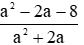 a² − 2a − 8
a² + 2a